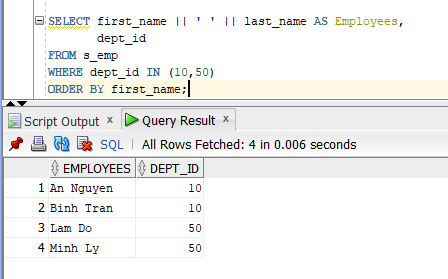 SELECT first_name || ' ' || last_name AS Employees,
dept_id
FROM s_emp
WHERE dept_id IN (10,50)
ORDER BY first_name;
Script Output x Query Result x
SQL | All Rows Fetched: 4 in 0.006 seconds
EMPLOYEES DEPT_ID
1 An Nguyen 10
2 Binh Tran 10
3 Lam Do 50
4 Minh Ly 50